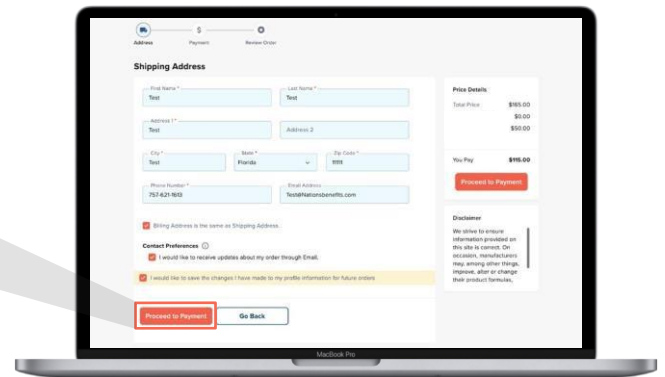 $
Address Payment Review Order
Shipping Address
First Name * Last Name *
Test Test
Address 1 *
Test Address 2
City * State * Zip Code *
Test Florida 11111
Phone Number * Email Address
757-621-1613 Test@Nationsbenefits.com
Billing Address is the same as Shipping Address.
Contact Preferences
I would like to receive updates about my order through Email.
I would like to save the changes I have made to my profile information for future orders
Proceed to Payment Go Back
Price Details
Total Price $165.00
$0.00
$50.00
You Pay $115.00
Proceed to Payment
Disclaimer
We strive to ensure
information provided on
this site is correct. On
occasion, manufacturers
may, among other things,
improve, alter or change
their product formulas,
MacBook Pro